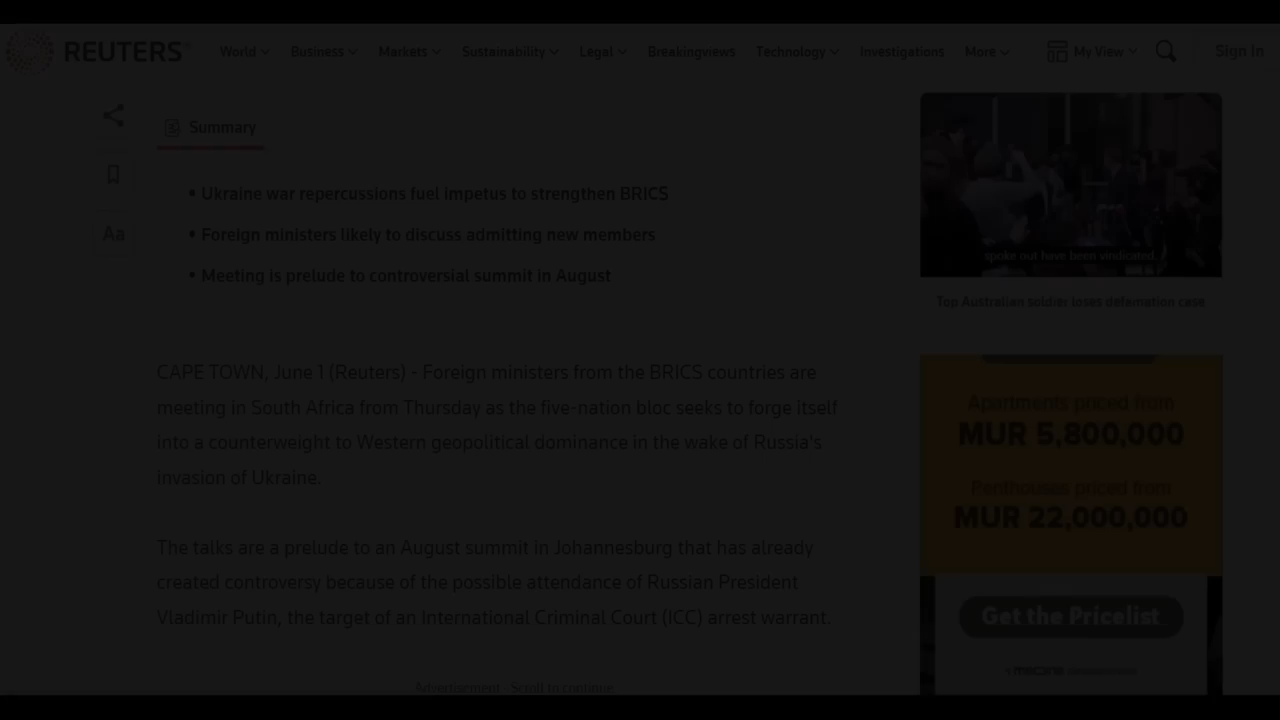 REUTERS
World Business Markets Sustainability Legal Breakingviews Technology Investigations More My View Sign In
Summary
• Ukraine war repercussions fuel impetus to strengthen BRICS
Aa
• Foreign ministers likely to discuss admitting new members
• Meeting is prelude to controversial summit in August
spoke out have been vindicated.
Top Australian soldier loses defamation case
CAPE TOWN, June 1 (Reuters) - Foreign ministers from the BRICS countries are
meeting in South Africa from Thursday as the five-nation bloc seeks to forge itself
into a counterweight to Western geopolitical dominance in the wake of Russia's
invasion of Ukraine.
The talks are a prelude to an August summit in Johannesburg that has already
created controversy because of the possible attendance of Russian President
Vladimir Putin, the target of an International Criminal Court (ICC) arrest warrant.
Advertisement · Scroll to continue
Apartments priced from
MUR 5,800,000
Penthouses priced from
MUR 22,000,000
Get the Pricelist